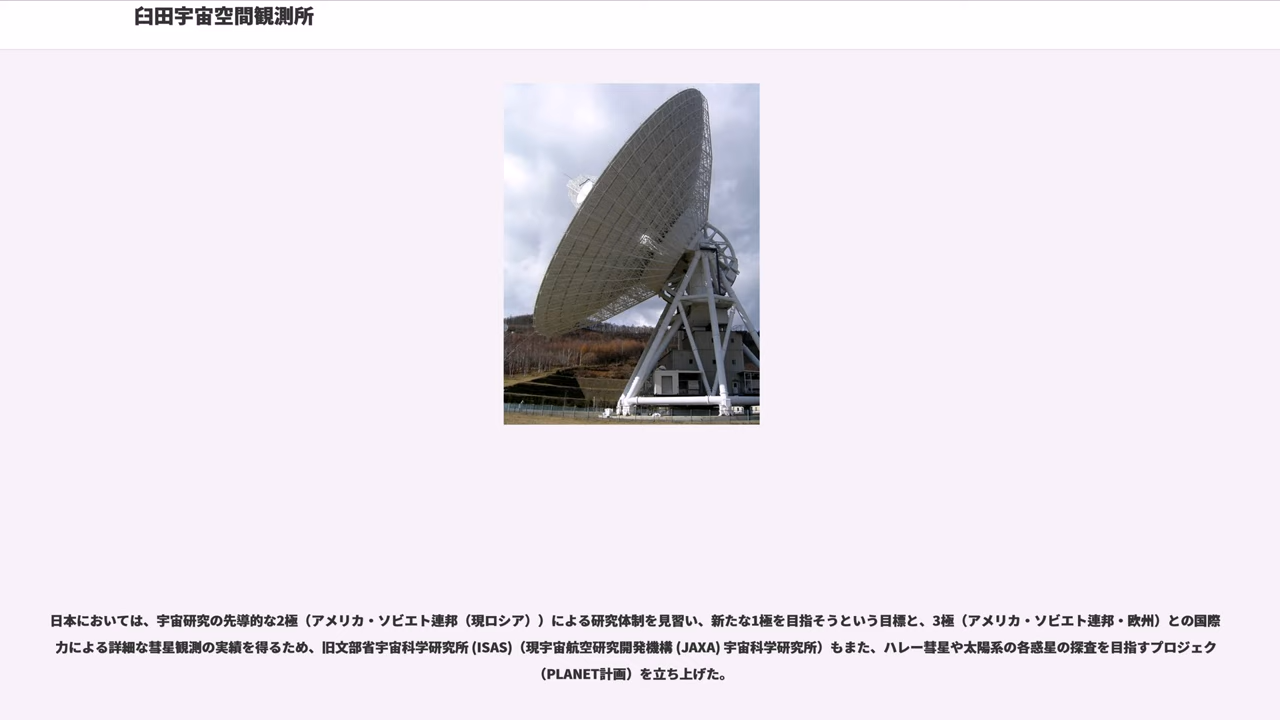 臼田宇宙空間観測所
日本においては、宇宙研究の先導的な2極（アメリカ・ソビエト連邦（現ロシア））による研究体制を見習い、新たな1極を目指そうという目標と、3極（アメリカ・ソビエト連邦・欧州）との国際
力による詳細な彗星観測の実績を得るため、旧文部省宇宙科学研究所 (ISAS)（現宇宙航空研究開発機構 (JAXA) 宇宙科学研究所）もまた、ハレー彗星や太陽系の各惑星の探査を目指すプロジェク
（PLANET計画）を立ち上げた。